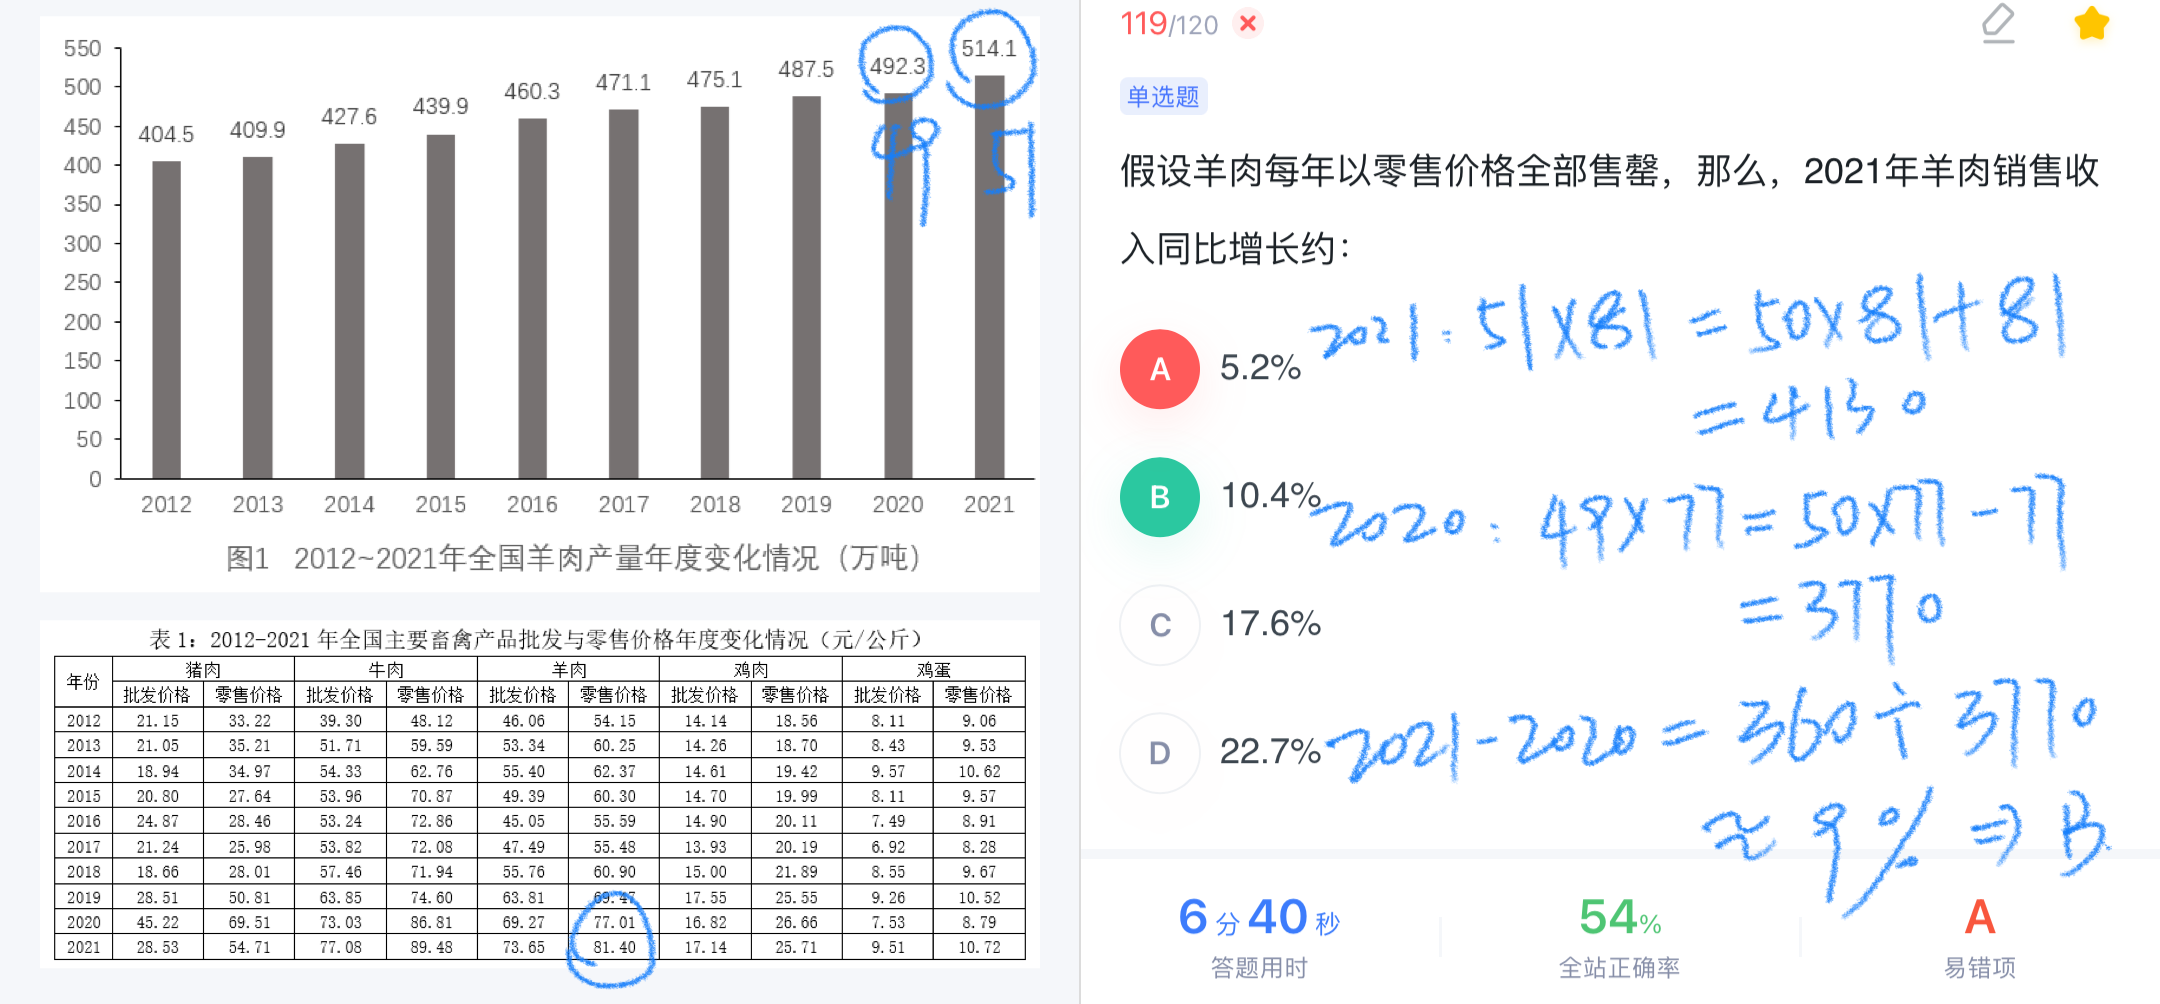 550
500
450
400
350
300
250
200
150
100
50
0
404.5 409.9 427.6 439.9 460.3 471.1 475.1 487.5 492.3 514.1
49 51
2012 2013 2014 2015 2016 2017 2018 2019 2020 2021
图1 2012~2021年全国羊肉产量年度变化情况（万吨）
表 1：2012-2021 年全国主要畜禽产品批发与零售价格年度变化情况（元/公斤）
年份 猪肉 牛肉 羊肉 鸡肉 鸡蛋
批发价格 零售价格 批发价格 零售价格 批发价格 零售价格 批发价格 零售价格 批发价格 零售价格
2012 21.15 33.22 39.30 48.12 46.06 54.15 14.14 18.56 8.11 9.06
2013 21.05 35.21 51.71 59.59 53.34 60.25 14.26 18.70 8.43 9.53
2014 18.94 34.97 54.33 62.76 55.40 62.37 14.61 19.42 9.57 10.62
2015 20.80 27.64 53.96 70.87 49.39 60.30 14.70 19.99 8.11 9.57
2016 24.87 28.46 53.24 72.86 45.05 55.59 14.90 20.11 7.49 8.91
2017 21.24 25.98 53.82 72.08 47.49 55.48 13.93 20.19 6.92 8.28
2018 18.66 28.01 57.46 71.94 55.76 60.90 15.00 21.89 8.55 9.67
2019 28.51 50.81 63.85 74.60 63.81 69.47 17.55 25.55 9.26 10.52
2020 45.22 69.51 73.03 86.81 69.27 77.01 16.82 26.66 7.53 8.79
2021 28.53 54.71 77.08 89.48 73.65 81.40 17.14 25.71 9.51 10.72
119/120
单选题
假设羊肉每年以零售价格全部售罄，那么，2021年羊肉销售收
入同比增长约：
A 5.2%
2021：51×81=50×81+81
=4130
B 10.4%
2020：49×77=50×77-77
=3770
C 17.6%
D 22.7%
2021-2020=360÷3770
≈9%⇒B.
6分40秒 54% A
答题用时 全站正确率 易错项